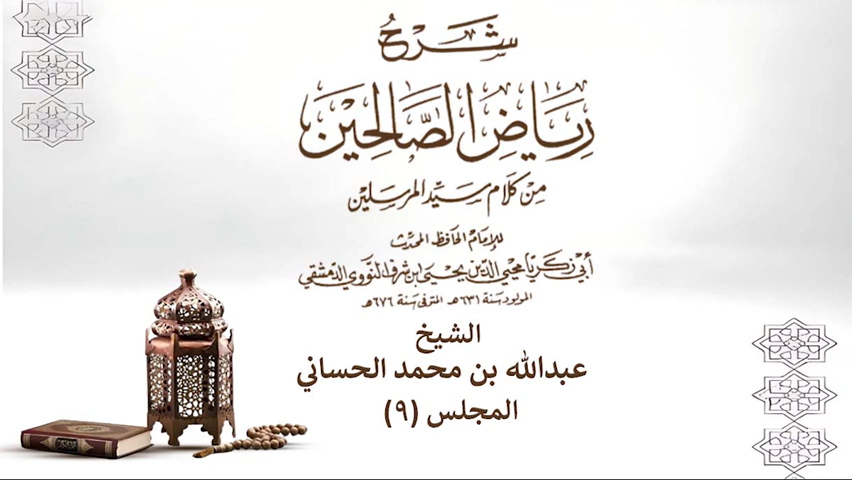 شرح
رياض الصالحين
من كلام سيد المرسلين
للإمام الحافظ المحدث
أبي زكريا محيي الدين يحيى ابن شرف النووي الدمشقي
المولود سنة ٦٣١هـ المتوفى سنة ٦٧٦هـ
الشيخ
عبدالله بن محمد الحساني
المجلس (٩)